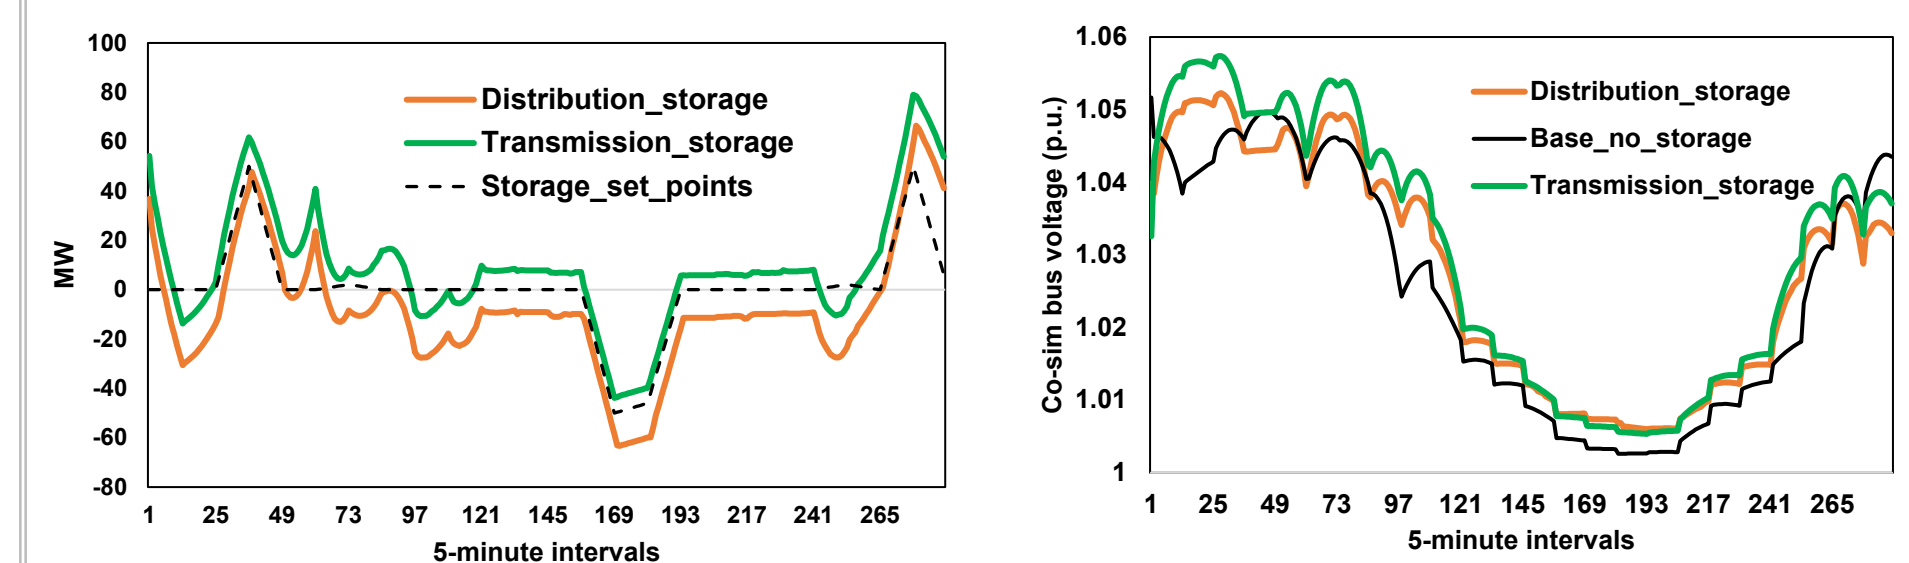 100
80
60
40
20
0
-20
-40
-60
-80
MW
Distribution_storage
Transmission_storage
Storage_set_points
1 25 49 73 97 121 145 169 193 217 241 265
5-minute intervals
1.06
1.05
1.04
1.03
1.02
1.01
1
Co-sim bus voltage (p.u.)
Distribution_storage
Base_no_storage
Transmission_storage
1 25 49 73 97 121 145 169 193 217 241 265
5-minute intervals